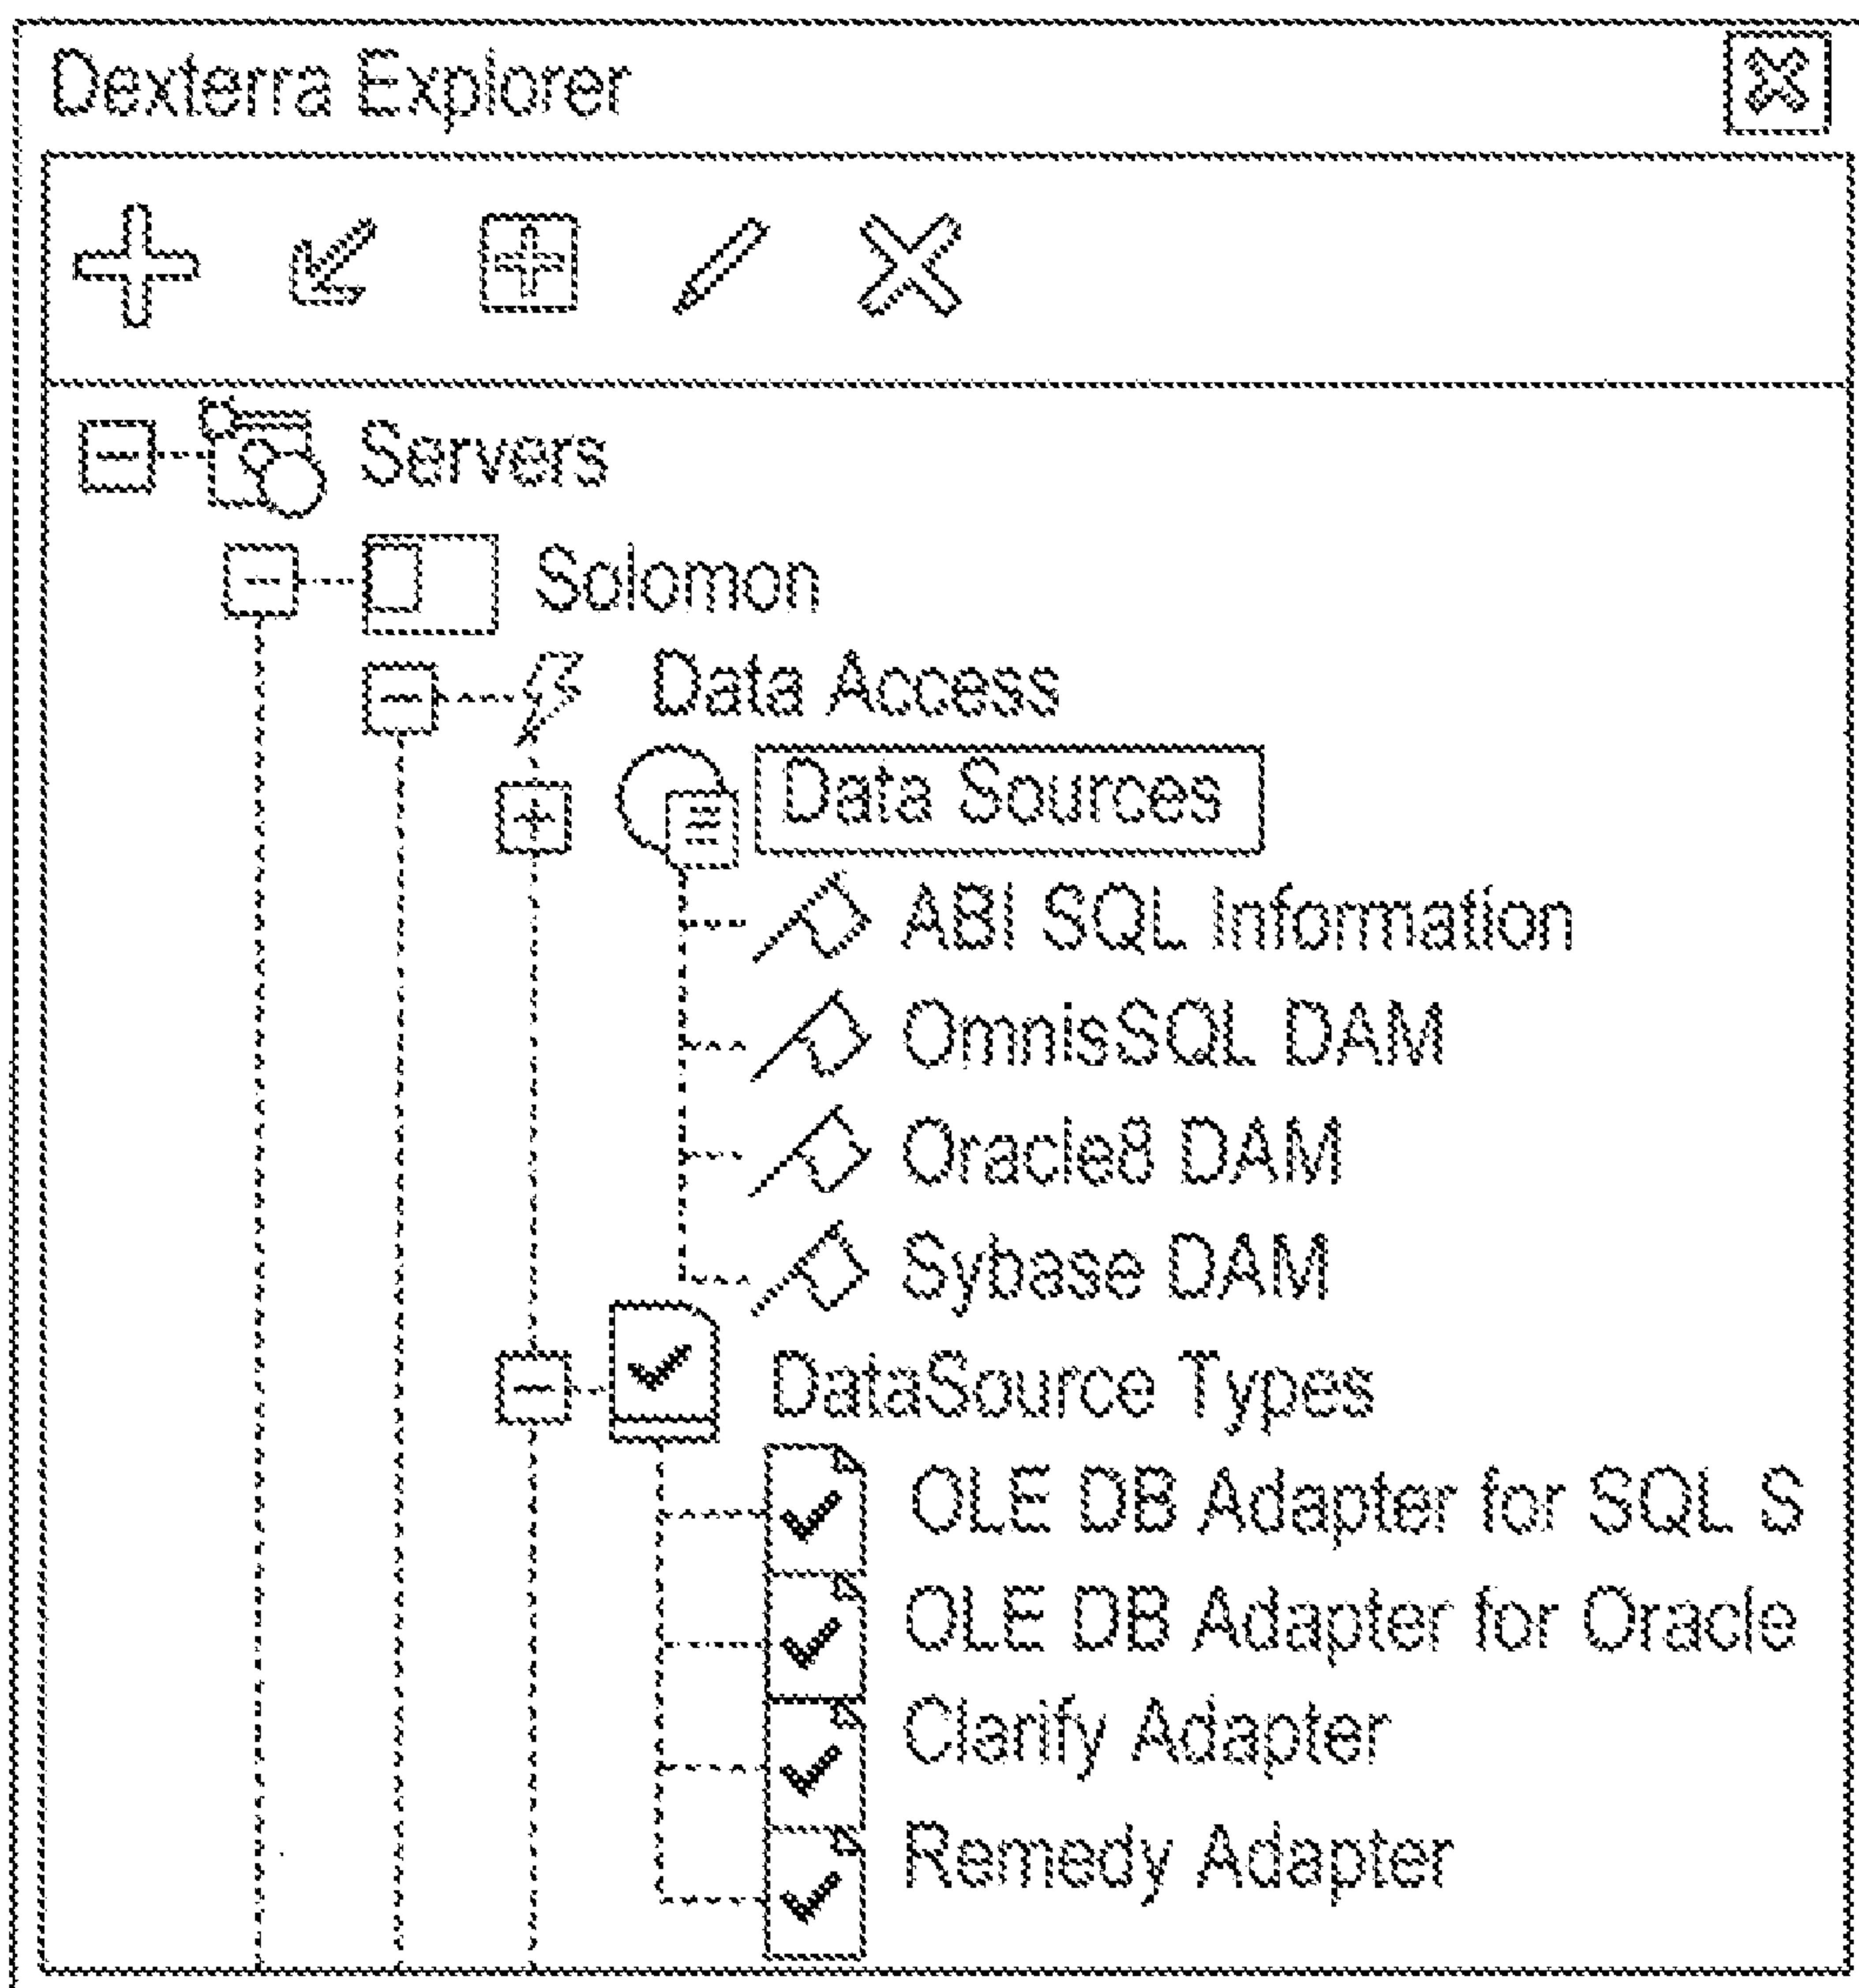 Dexterra Explorer
Servers
Solomon
Data Access
Data Sources
ABI SQL Information
OmnisSQL DAM
Oracle8 DAM
Sybase DAM
DataSource Types
OLE DB Adapter for SQL S
OLE DB Adapter for Oracle
Clarify Adapter
Remedy Adapter